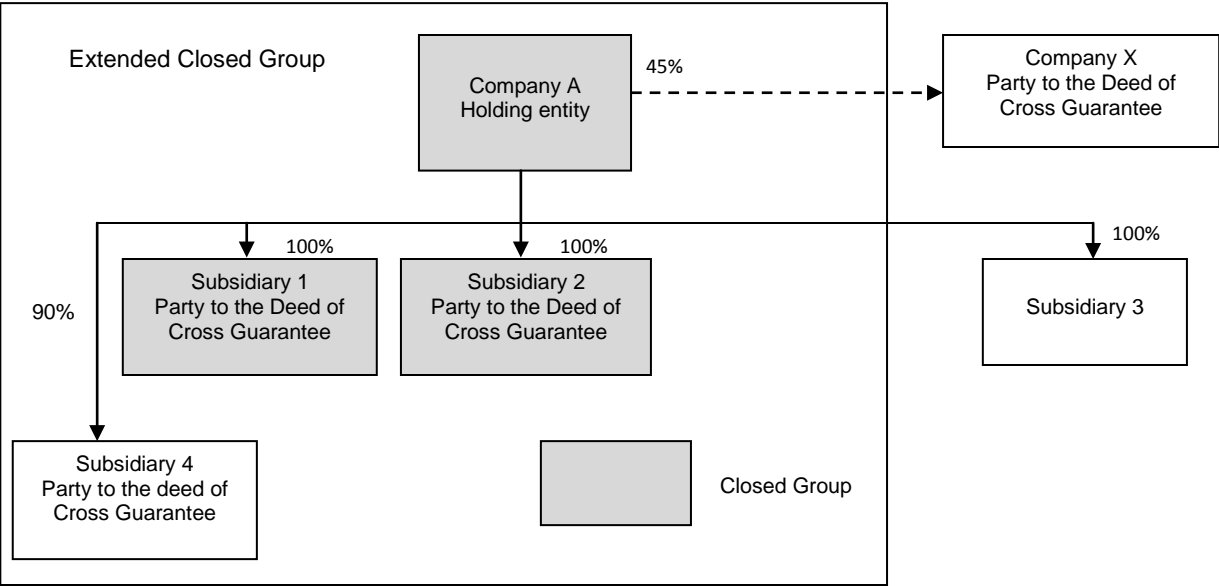 Extended Closed Group
Company A
Holding entity
45%
Company X
Party to the Deed of
Cross Guarantee
100%
Subsidiary 1
Party to the Deed of
Cross Guarantee
100%
Subsidiary 2
Party to the Deed of
Cross Guarantee
100%
Subsidiary 3
90%
Subsidiary 4
Party to the deed of
Cross Guarantee
Closed Group